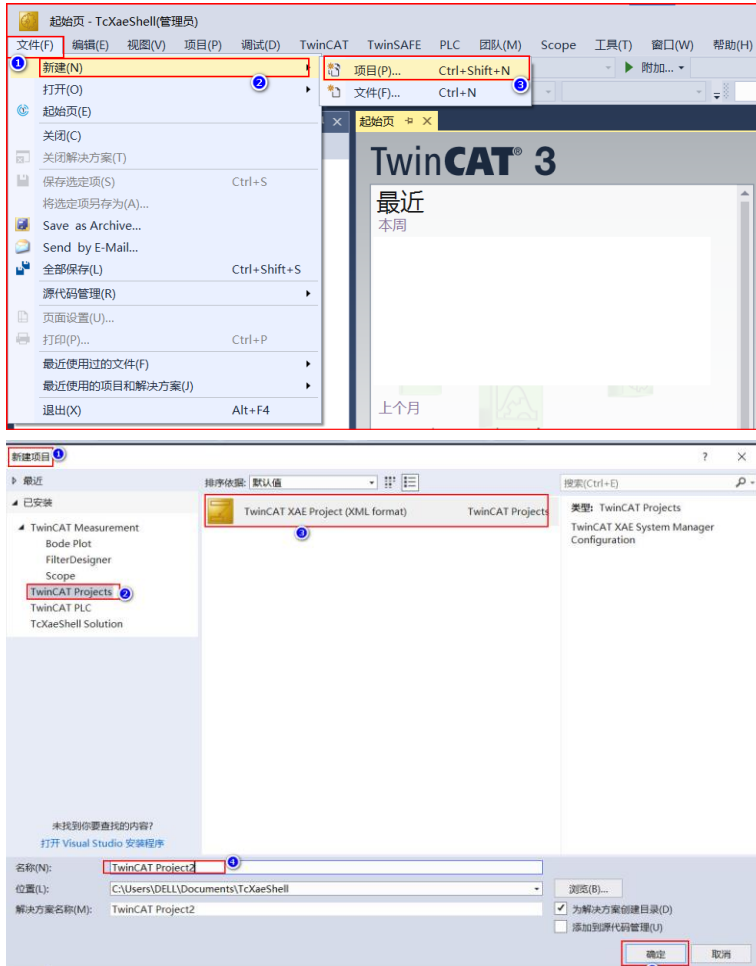 起始页 - TcXaeShell(管理员)
文件(F) 编辑(E) 视图(V) 项目(P) 调试(D) TwinCAT TwinSAFE PLC 团队(M) Scope 工具(T) 窗口(W) 帮助(H)
1 新建(N) 2 项目(P)... Ctrl+Shift+N 3 附加...
打开(O) 文件(F)... Ctrl+N
起始页(E) 起始页
关闭(C)
关闭解决方案(T) TwinCAT® 3
保存选定项(S) Ctrl+S 最近
将选定项另存为(A)...
Save as Archive... 本周
Send by E-Mail...
全部保存(L) Ctrl+Shift+S
源代码管理(R)
页面设置(U)...
打印(P)... Ctrl+P
最近使用过的文件(F)
最近使用的项目和解决方案(J)
退出(X) Alt+F4 上个月
新建项目 1 ? ×
最近 排序依据: 默认值 搜索(Ctrl+E)
已安装 TwinCAT XAE Project (XML format) TwinCAT Projects 类型: TwinCAT Projects
TwinCAT Measurement 3 TwinCAT XAE System Manager
Bode Plot Configuration
FilterDesigner
Scope
TwinCAT Projects 2
TwinCAT PLC
TcXaeShell Solution
未找到你要查找的内容?
打开 Visual Studio 安装程序
名称(N): TwinCAT Project2 4
位置(L): C:\Users\DELL\Documents\TcXaeShell 浏览(B)...
解决方案名称(M): TwinCAT Project2 为解决方案创建目录(D)
添加到源代码管理(U)
确定 取消